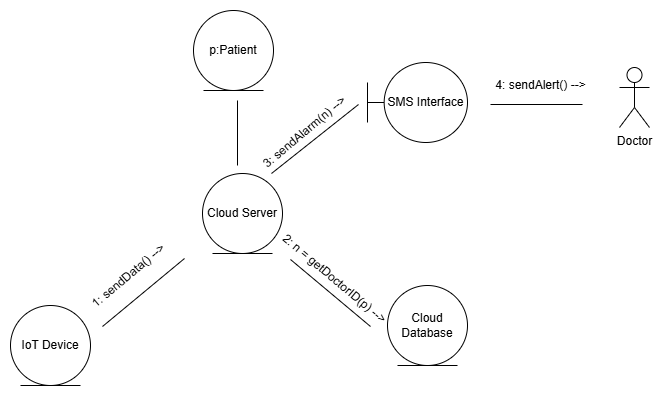 p:Patient
4: sendAlert() -->
SMS Interface
3: sendAlarm(n) -->
Doctor
Cloud Server
2: n = getDoctorID(p) -->
1: sendData() -->
Cloud
Database
IoT Device